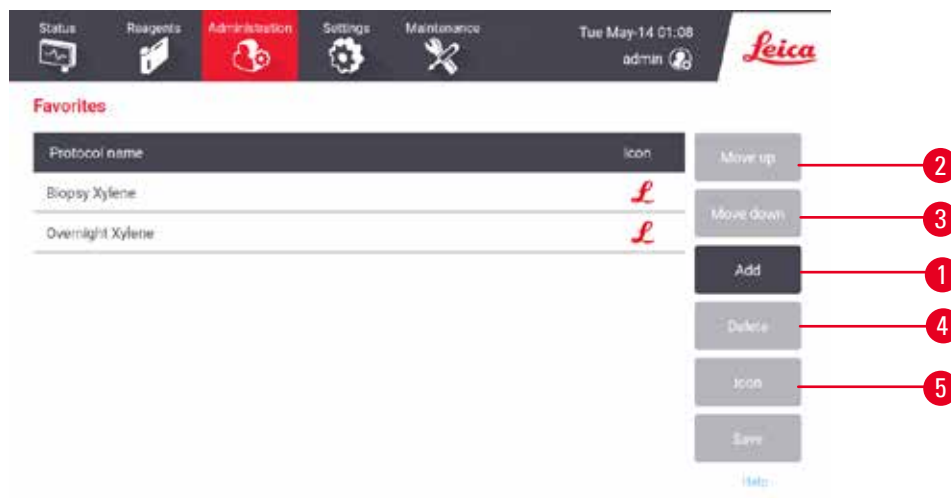 Status Reagents Administration Settings Maintenance Tue May-14 01:08
admin
Leica
Favorites
Protocol name Icon
Biopsy Xylene
Overnight Xylene
Move up 2
Move down 3
Add 1
Delete 4
Icon 5
Save
Help